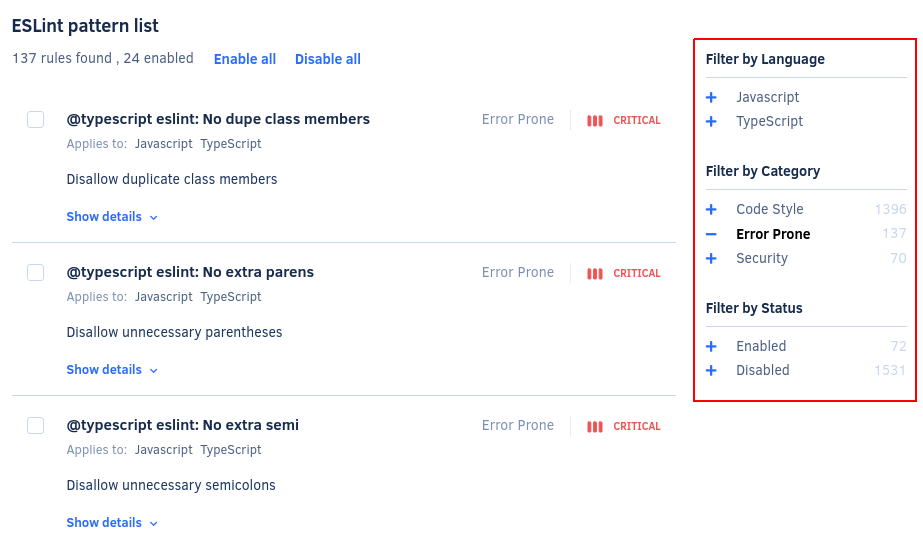 ESLint pattern list
137 rules found , 24 enabled Enable all Disable all
@typescript eslint: No dupe class members Error Prone CRITICAL
Applies to: Javascript TypeScript
Disallow duplicate class members
Show details
@typescript eslint: No extra parens Error Prone CRITICAL
Applies to: Javascript TypeScript
Disallow unnecessary parentheses
Show details
@typescript eslint: No extra semi Error Prone CRITICAL
Applies to: Javascript TypeScript
Disallow unnecessary semicolons
Show details
Filter by Language
+ Javascript
+ TypeScript
Filter by Category
+ Code Style 1396
− Error Prone 137
+ Security 70
Filter by Status
+ Enabled 72
+ Disabled 1531